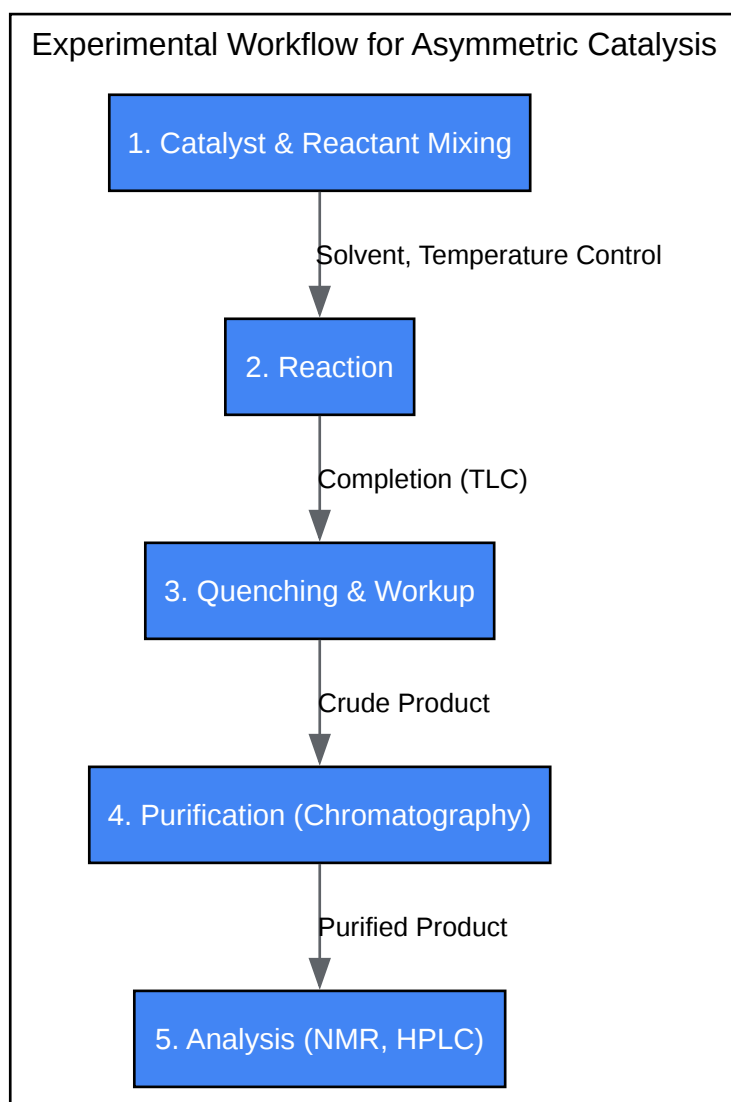 Experimental Workflow for Asymmetric Catalysis
1. Catalyst & Reactant Mixing
Solvent, Temperature Control
2. Reaction
Completion (TLC)
3. Quenching & Workup
Crude Product
4. Purification (Chromatography)
Purified Product
5. Analysis (NMR, HPLC)